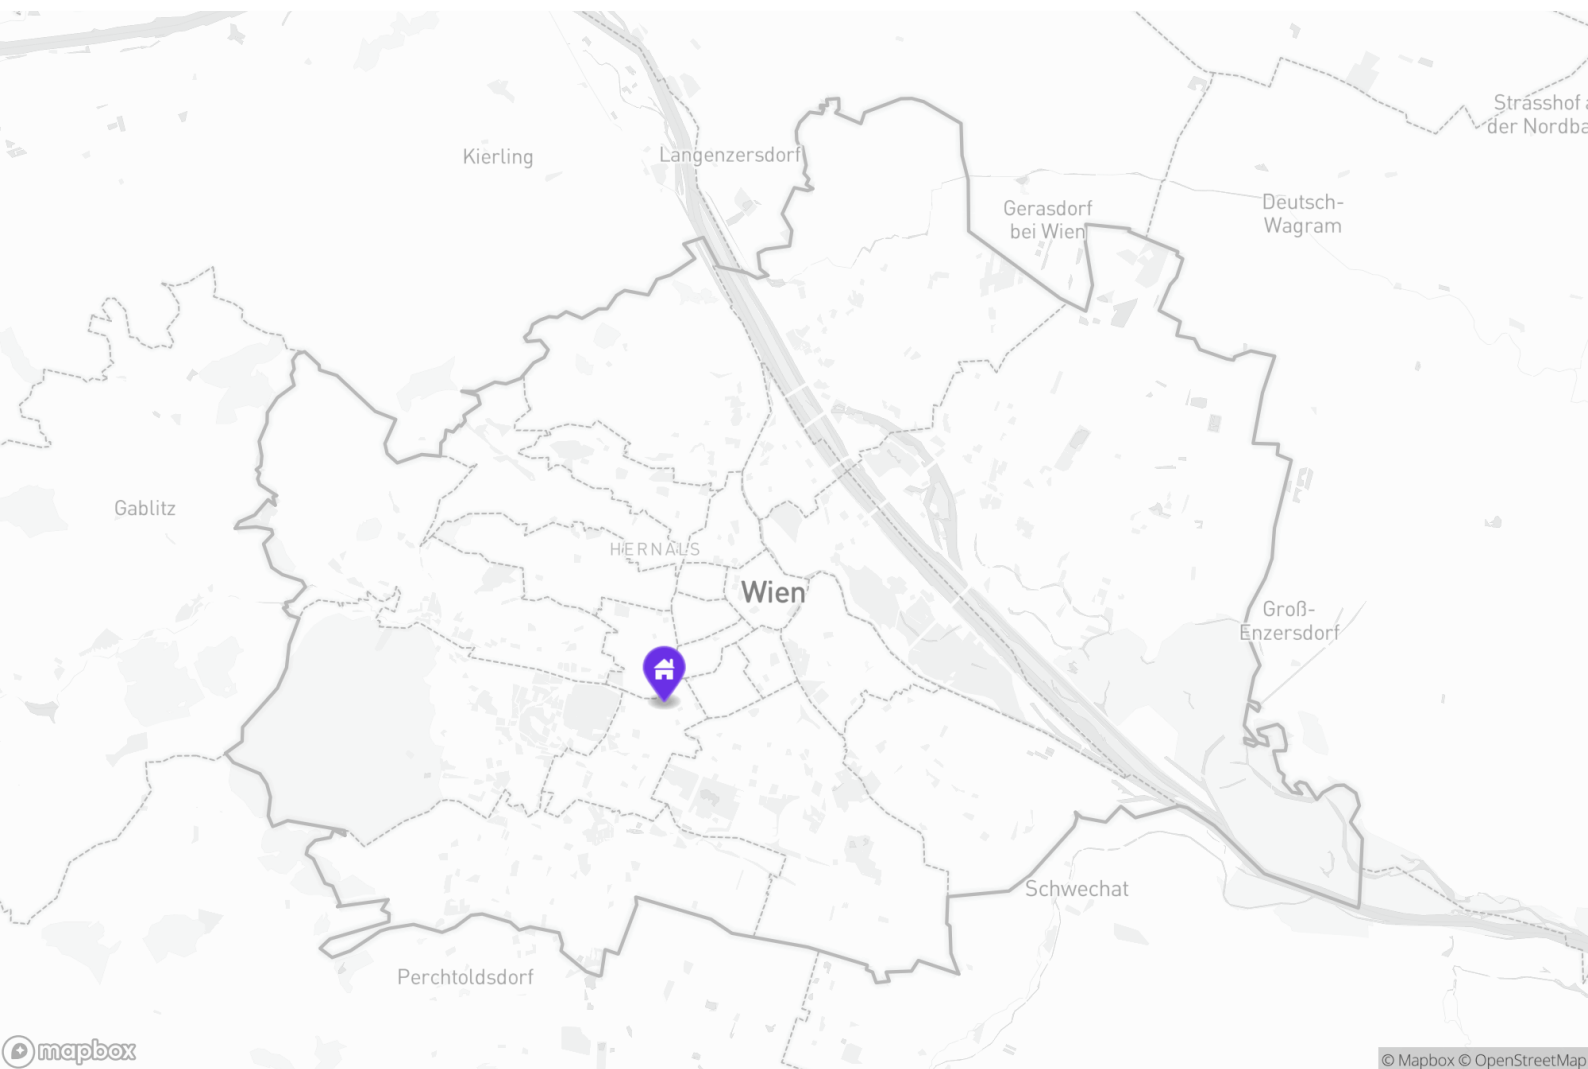 Strasshof a
der Nordba
Kierling
Langenzersdorf
Gerasdorf
bei Wien
Deutsch-
Wagram
Gablitz
HERNALS
Wien
Groß-
Enzersdorf
Schwechat
Perchtoldsdorf
mapbox
© Mapbox © OpenStreetMap